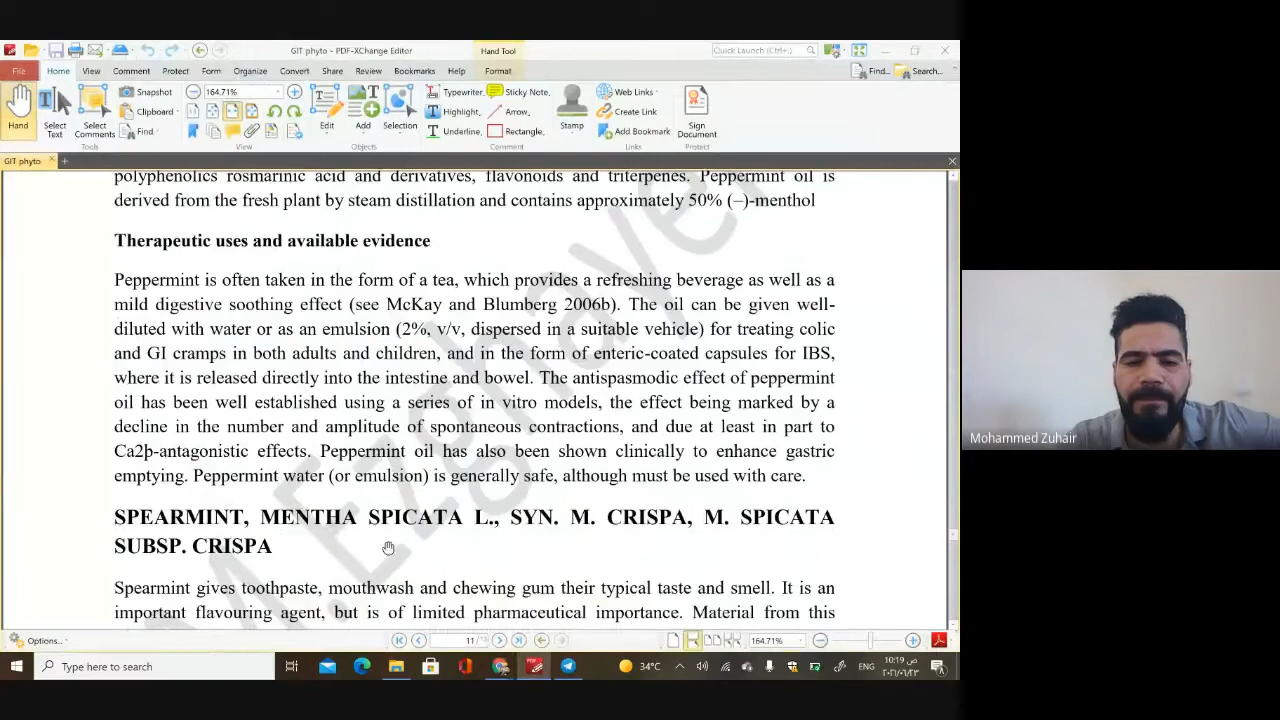 GIT phyto - PDF-XChange Editor
Hand Tool
Quick Launch (Ctrl+.)
File Home View Comment Protect Form Organize Convert Share Review Bookmarks Help Format Find... Search...
Snapshot 164.71% Typewriter Sticky Note Web Links
Clipboard Highlight Arrow Create Link
Hand Select Text Select Comments Find Edit Add Selection Underline Rectangle Stamp Add Bookmark Sign Document
Tools View Objects Comment Links Protect
GIT phyto
polyphenolics rosmarinic acid and derivatives, flavonoids and triterpenes. Peppermint oil is
derived from the fresh plant by steam distillation and contains approximately 50% (–)-menthol
Therapeutic uses and available evidence
Peppermint is often taken in the form of a tea, which provides a refreshing beverage as well as a
mild digestive soothing effect (see McKay and Blumberg 2006b). The oil can be given well-
diluted with water or as an emulsion (2%, v/v, dispersed in a suitable vehicle) for treating colic
and GI cramps in both adults and children, and in the form of enteric-coated capsules for IBS,
where it is released directly into the intestine and bowel. The antispasmodic effect of peppermint
oil has been well established using a series of in vitro models, the effect being marked by a
decline in the number and amplitude of spontaneous contractions, and due at least in part to
Ca2þ-antagonistic effects. Peppermint oil has also been shown clinically to enhance gastric
emptying. Peppermint water (or emulsion) is generally safe, although must be used with care.
SPEARMINT, MENTHA SPICATA L., SYN. M. CRISPA, M. SPICATA
SUBSP. CRISPA
Spearmint gives toothpaste, mouthwash and chewing gum their typical taste and smell. It is an
important flavouring agent, but is of limited pharmaceutical importance. Material from this
M.Ezghayer
Mohammed Zuhair
Options... 11 164.71%
Type here to search 34°C ENG 10:19 ص